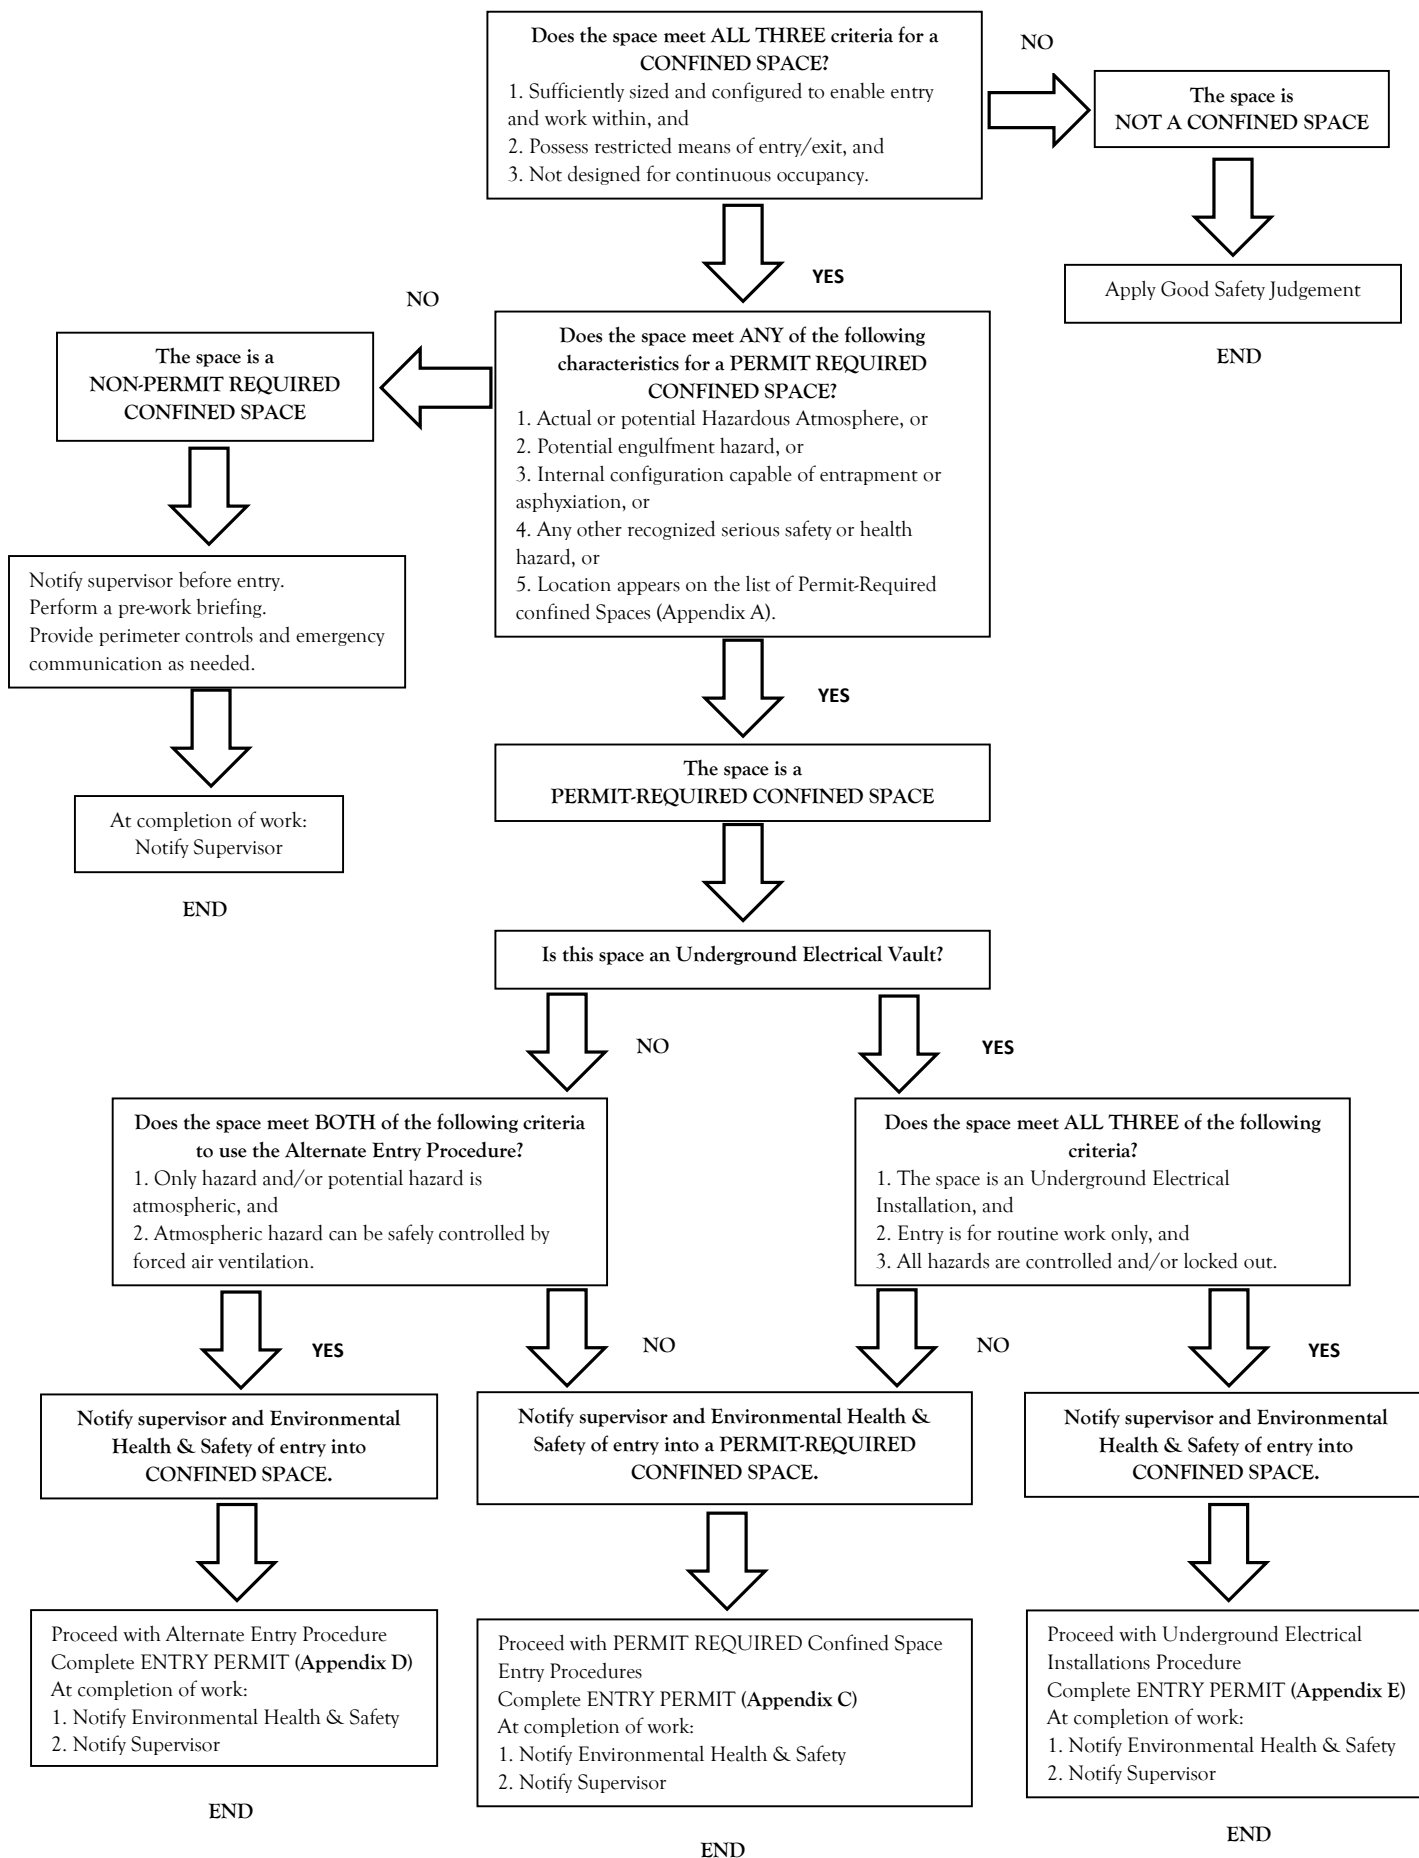 Does the space meet ALL THREE criteria for a
CONFINED SPACE?
1. Sufficiently sized and configured to enable entry
and work within, and
2. Possess restricted means of entry/exit, and
3. Not designed for continuous occupancy.
NO
The space is
NOT A CONFINED SPACE
Apply Good Safety Judgement
END
YES
NO
Does the space meet ANY of the following
characteristics for a PERMIT REQUIRED
CONFINED SPACE?
1. Actual or potential Hazardous Atmosphere, or
2. Potential engulfment hazard, or
3. Internal configuration capable of entrapment or
asphyxiation, or
4. Any other recognized serious safety or health
hazard, or
5. Location appears on the list of Permit-Required
confined Spaces (Appendix A).
The space is a
NON-PERMIT REQUIRED
CONFINED SPACE
Notify supervisor before entry.
Perform a pre-work briefing.
Provide perimeter controls and emergency
communication as needed.
At completion of work:
Notify Supervisor
END
YES
The space is a
PERMIT-REQUIRED CONFINED SPACE
Is this space an Underground Electrical Vault?
NO
YES
Does the space meet BOTH of the following criteria
to use the Alternate Entry Procedure?
1. Only hazard and/or potential hazard is
atmospheric, and
2. Atmospheric hazard can be safely controlled by
forced air ventilation.
Does the space meet ALL THREE of the following
criteria?
1. The space is an Underground Electrical
Installation, and
2. Entry is for routine work only, and
3. All hazards are controlled and/or locked out.
YES
NO
NO
YES
Notify supervisor and Environmental
Health & Safety of entry into
CONFINED SPACE.
Notify supervisor and Environmental Health &
Safety of entry into a PERMIT-REQUIRED
CONFINED SPACE.
Notify supervisor and Environmental
Health & Safety of entry into
CONFINED SPACE.
Proceed with Alternate Entry Procedure
Complete ENTRY PERMIT (Appendix D)
At completion of work:
1. Notify Environmental Health & Safety
2. Notify Supervisor
END
Proceed with PERMIT REQUIRED Confined Space
Entry Procedures
Complete ENTRY PERMIT (Appendix C)
At completion of work:
1. Notify Environmental Health & Safety
2. Notify Supervisor
END
Proceed with Underground Electrical
Installations Procedure
Complete ENTRY PERMIT (Appendix E)
At completion of work:
1. Notify Environmental Health & Safety
2. Notify Supervisor
END